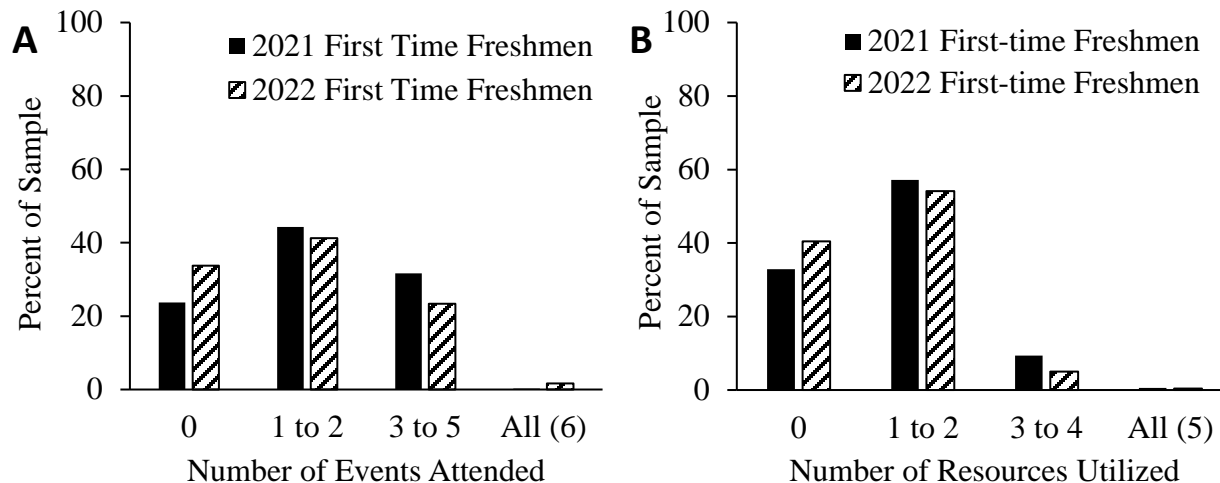 A
2021 First Time Freshmen
2022 First Time Freshmen
Percent of Sample
100
80
60
40
20
0
0 1 to 2 3 to 5 All (6)
Number of Events Attended
B
2021 First-time Freshmen
2022 First-time Freshmen
Percent of Sample
100
80
60
40
20
0
0 1 to 2 3 to 4 All (5)
Number of Resources Utilized